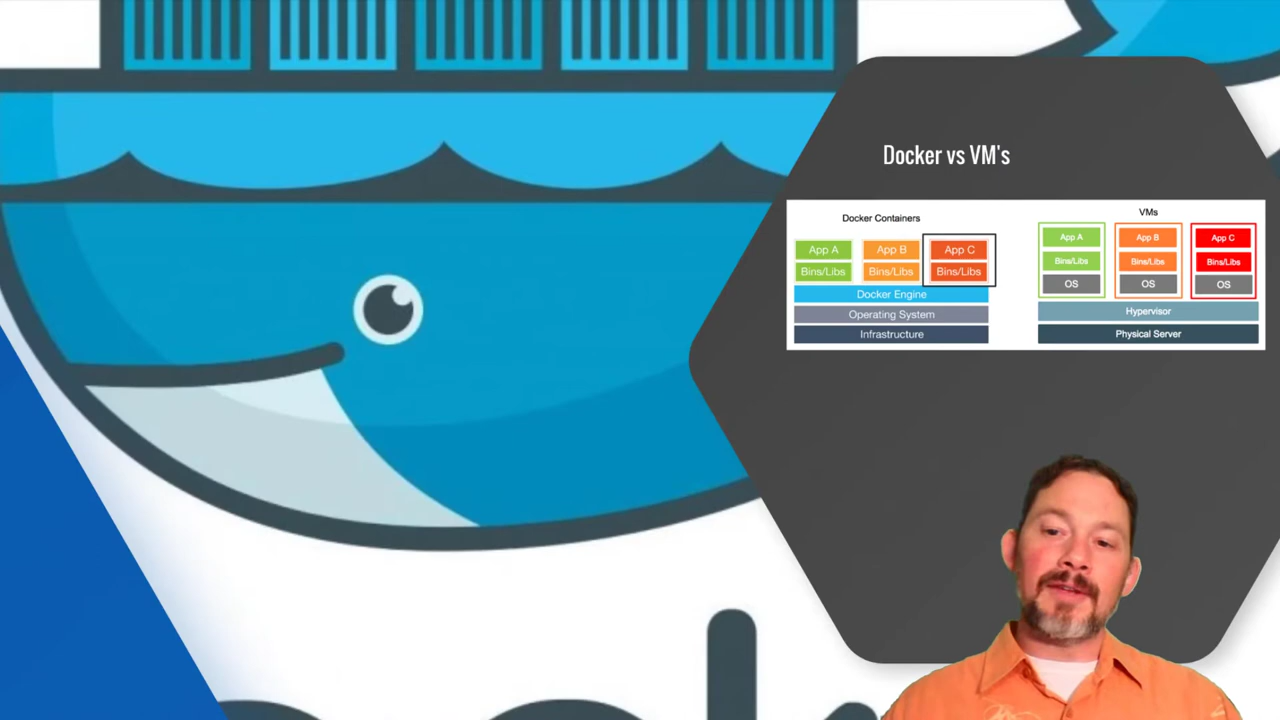 Docker vs VM's
Docker Containers
App A App B App C
Bins/Libs Bins/Libs Bins/Libs
Docker Engine
Operating System
Infrastructure
VMs
App A App B App C
Bins/Libs Bins/Libs Bins/Libs
OS OS OS
Hypervisor
Physical Server